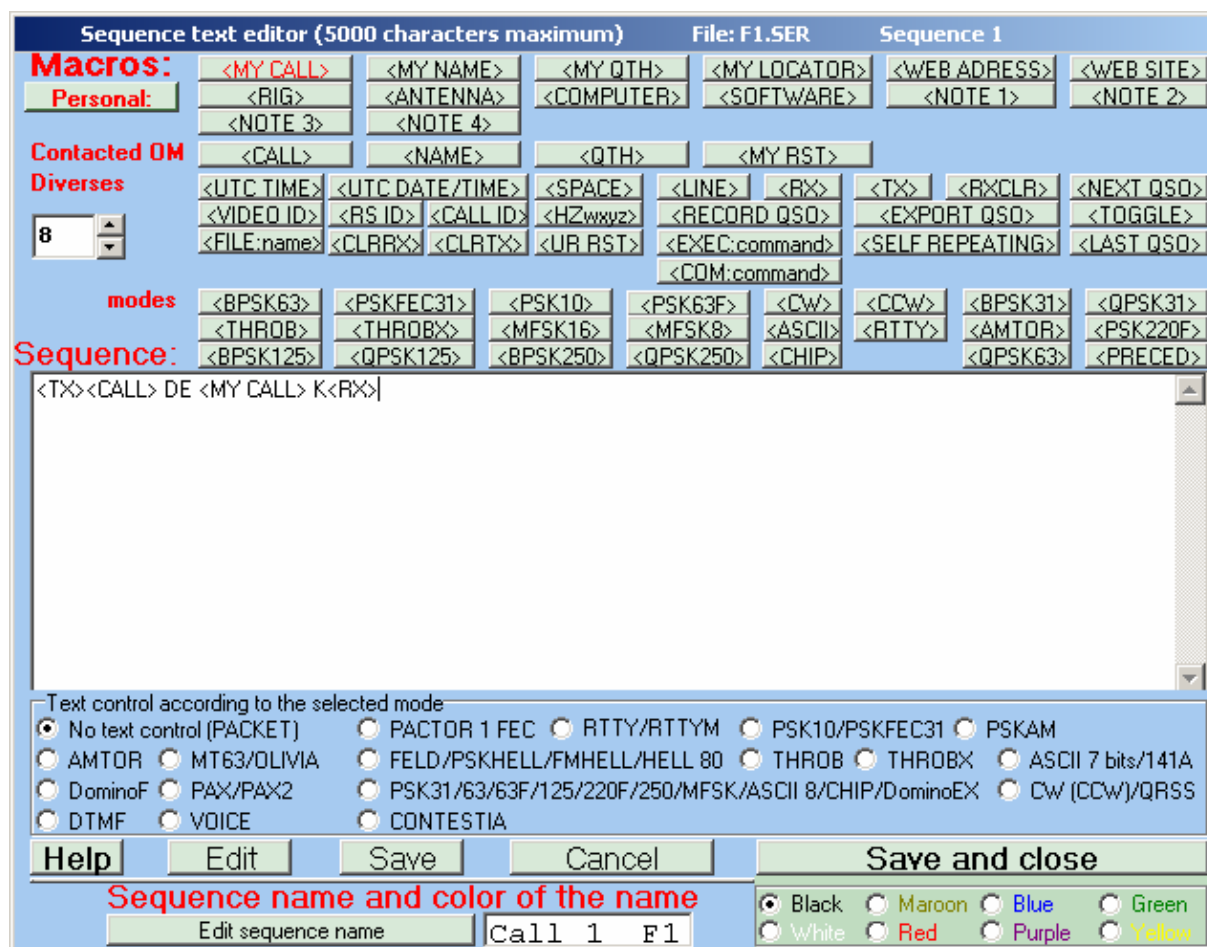 Sequence text editor (5000 characters maximum) File: F1.SER Sequence 1
Macros: <MY CALL> <MY NAME> <MY QTH> <MY LOCATOR> <WEB ADRESS> <WEB SITE>
Personal: <RIG> <ANTENNA> <COMPUTER> <SOFTWARE> <NOTE 1> <NOTE 2>
<NOTE 3> <NOTE 4>
Contacted OM <CALL> <NAME> <QTH> <MY RST>
Diverses <UTC TIME> <UTC DATE/TIME> <SPACE> <LINE> <RX> <TX> <RXCLR> <NEXT QSO>
8 <VIDEO ID> <RS ID> <CALL ID> <HZwxyz> <RECORD QSO> <EXPORT QSO> <TOGGLE>
<FILE:name> <CLRRX> <CLRTX> <UR RST> <EXEC:command> <SELF REPEATING> <LAST QSO>
<COM:command>
modes <BPSK63> <PSKFEC31> <PSK10> <PSK63F> <CW> <CCW> <BPSK31> <QPSK31>
<THROB> <THROBX> <MFSK16> <MFSK8> <ASCII> <RTTY> <AMTOR> <PSK220F>
Sequence: <BPSK125> <QPSK125> <BPSK250> <QPSK250> <CHIP> <QPSK63> <PRECED>
<TX><CALL> DE <MY CALL> K<RX>
Text control according to the selected mode
No text control (PACKET) PACTOR 1 FEC RTTY/RTTYM PSK10/PSKFEC31 PSKAM
AMTOR MT63/OLIVIA FELD/PSKHELL/FMHELL/HELL 80 THROB THROBX ASCII 7 bits/141A
DominoF PAX/PAX2 PSK31/63/63F/125/220F/250/MFSK/ASCII 8/CHIP/DominoEX CW (CCW)/QRSS
DTMF VOICE CONTESTIA
Help Edit Save Cancel Save and close
Sequence name and color of the name
Black Maroon Blue Green
Edit sequence name Call 1 F1 White Red Purple Yellow